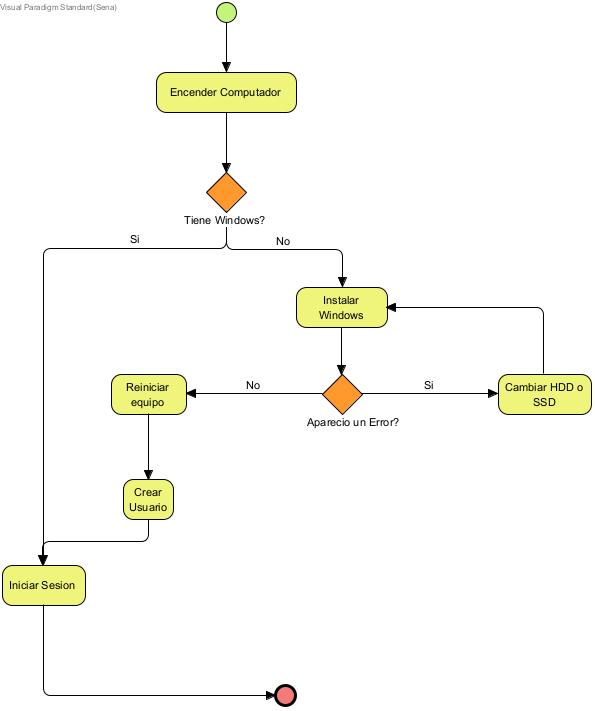 Visual Paradigm Standard(Sena)
Encender Computador
Tiene Windows?
Si
No
Instalar
Windows
Reiniciar
equipo
No
Si
Cambiar HDD o
SSD
Aparecio un Error?
Crear
Usuario
Iniciar Sesion